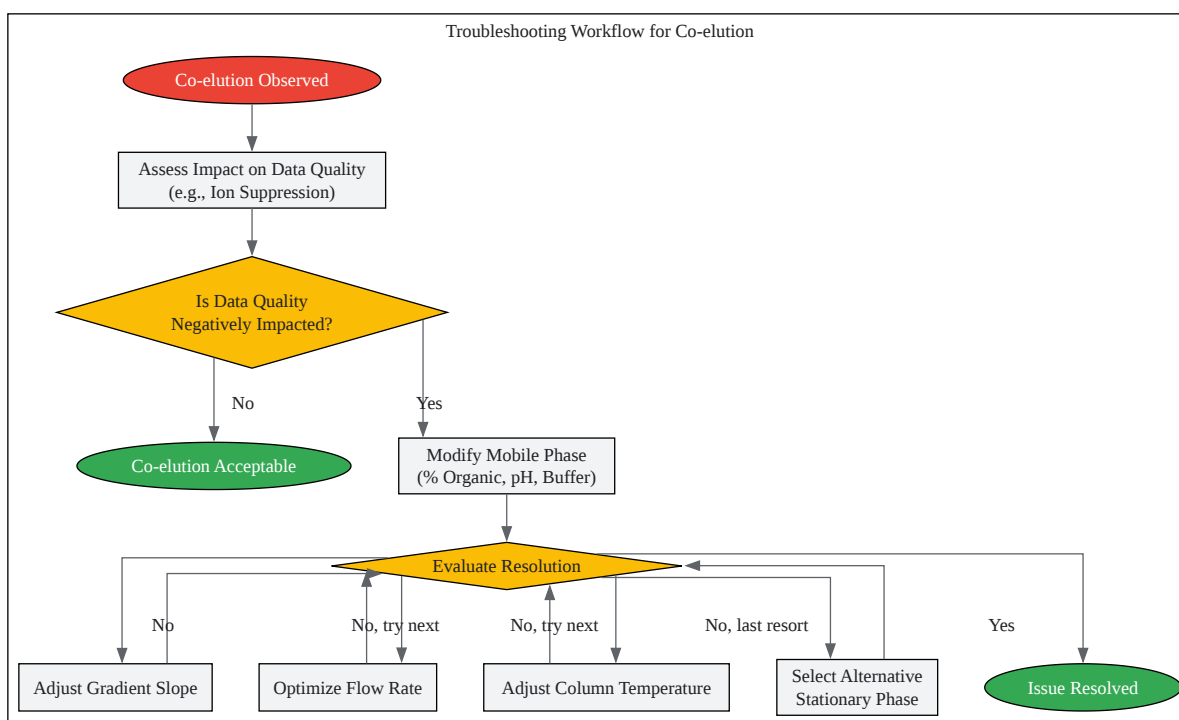 Troubleshooting Workflow for Co-elution
Co-elution Observed
Assess Impact on Data Quality
(e.g., Ion Suppression)
Is Data Quality
Negatively Impacted?
No
Yes
Co-elution Acceptable
Modify Mobile Phase
(% Organic, pH, Buffer)
Evaluate Resolution
No
No, try next
No, try next
No, last resort
Yes
Adjust Gradient Slope
Optimize Flow Rate
Adjust Column Temperature
Select Alternative
Stationary Phase
Issue Resolved